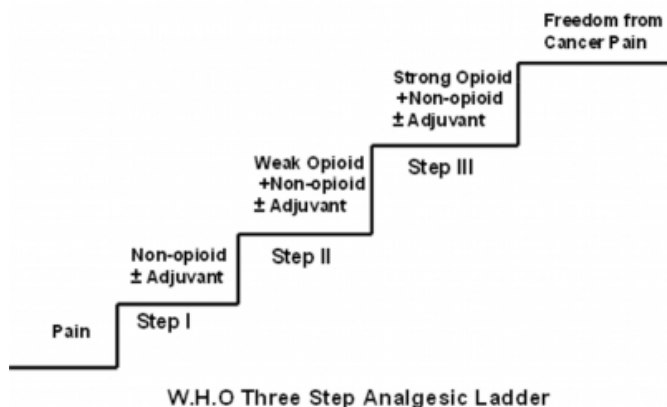 Freedom from
Cancer Pain
Strong Opioid
+Non-opioid
± Adjuvant
Step III
Weak Opioid
+Non-opioid
± Adjuvant
Step II
Non-opioid
± Adjuvant
Step I
Pain
W.H.O Three Step Analgesic Ladder